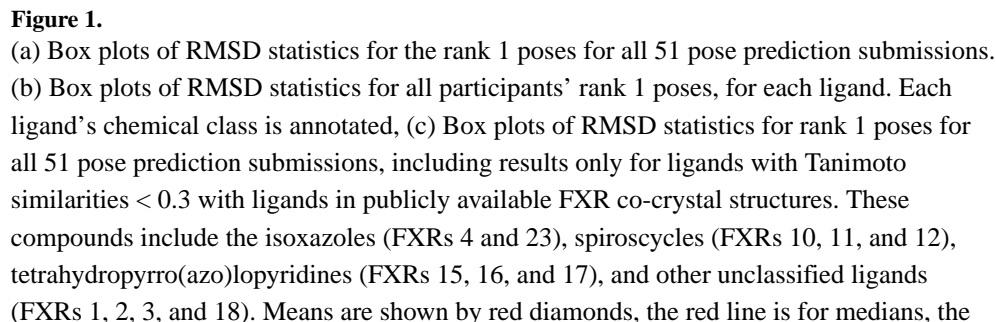 Figure 1.
(a) Box plots of RMSD statistics for the rank 1 poses for all 51 pose prediction submissions.
(b) Box plots of RMSD statistics for all participants’ rank 1 poses, for each ligand. Each
ligand’s chemical class is annotated, (c) Box plots of RMSD statistics for rank 1 poses for
all 51 pose prediction submissions, including results only for ligands with Tanimoto
similarities < 0.3 with ligands in publicly available FXR co-crystal structures. These
compounds include the isoxazoles (FXRs 4 and 23), spiroscycles (FXRs 10, 11, and 12),
tetrahydropyrro(azo)lopyridines (FXRs 15, 16, and 17), and other unclassified ligands
(FXRs 1, 2, 3, and 18). Means are shown by red diamonds, the red line is for medians, the